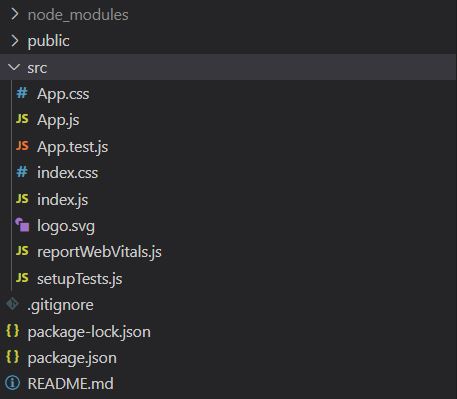 node_modules
public
src
# App.css
JS App.js
JS App.test.js
# index.css
JS index.js
logo.svg
JS reportWebVitals.js
JS setupTests.js
.gitignore
{} package-lock.json
{} package.json
README.md